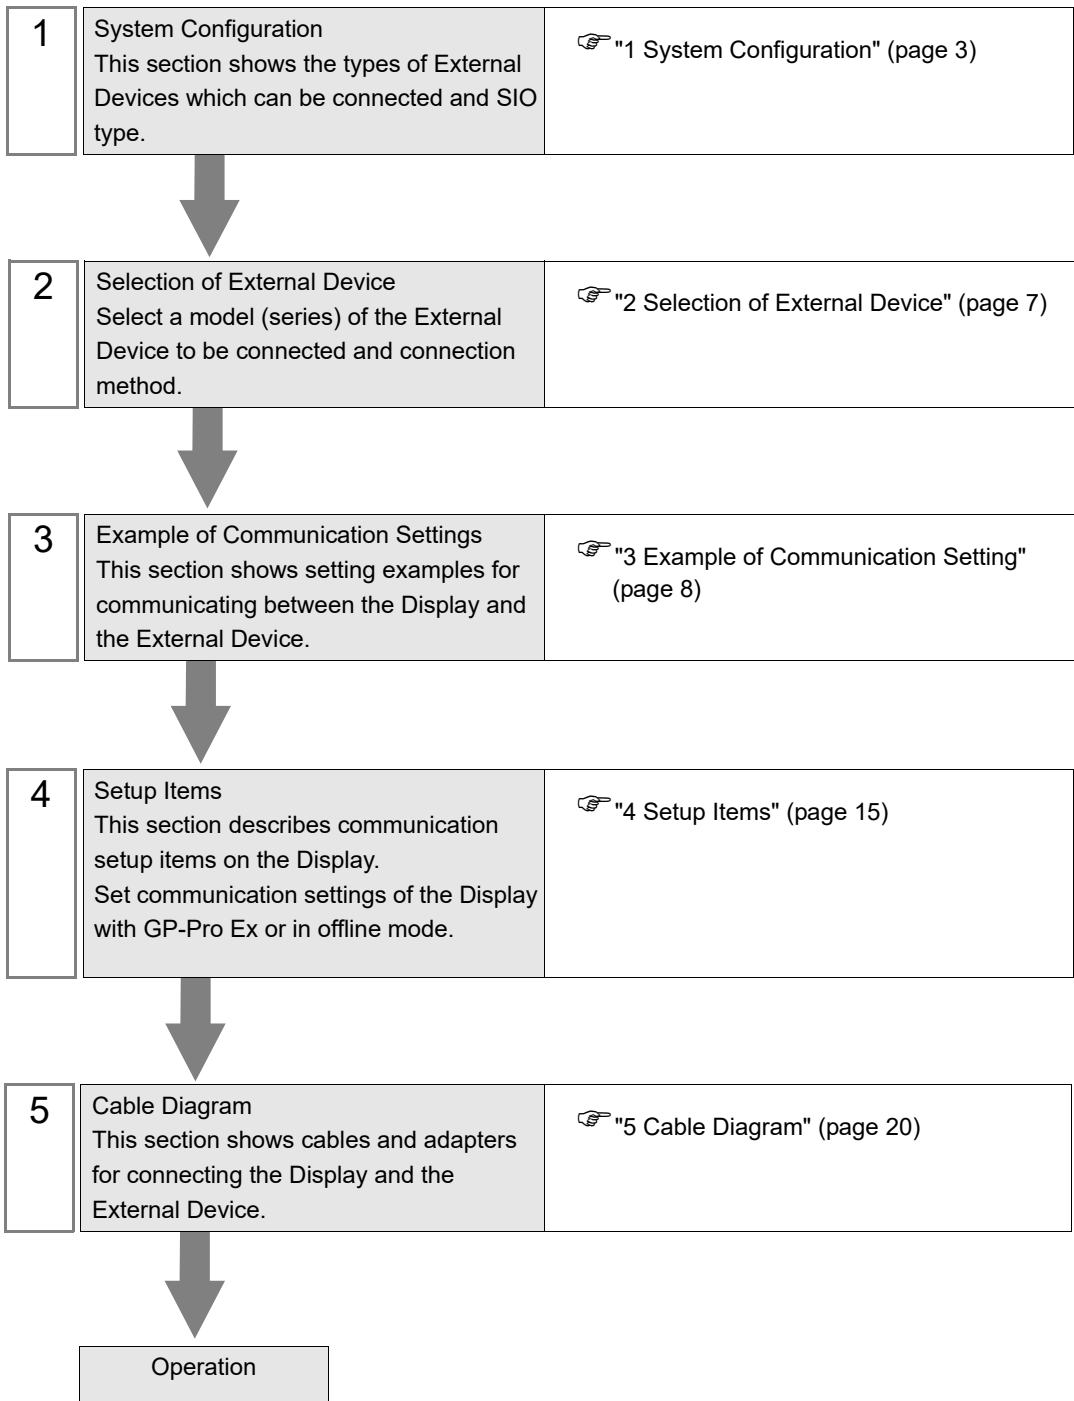 1
System Configuration
This section shows the types of External
Devices which can be connected and SIO
type.
"1 System Configuration" (page 3)
2
Selection of External Device
Select a model (series) of the External
Device to be connected and connection
method.
"2 Selection of External Device" (page 7)
3
Example of Communication Settings
This section shows setting examples for
communicating between the Display and
the External Device.
"3 Example of Communication Setting"
(page 8)
4
Setup Items
This section describes communication
setup items on the Display.
Set communication settings of the Display
with GP-Pro Ex or in offline mode.
"4 Setup Items" (page 15)
5
Cable Diagram
This section shows cables and adapters
for connecting the Display and the
External Device.
"5 Cable Diagram" (page 20)
Operation